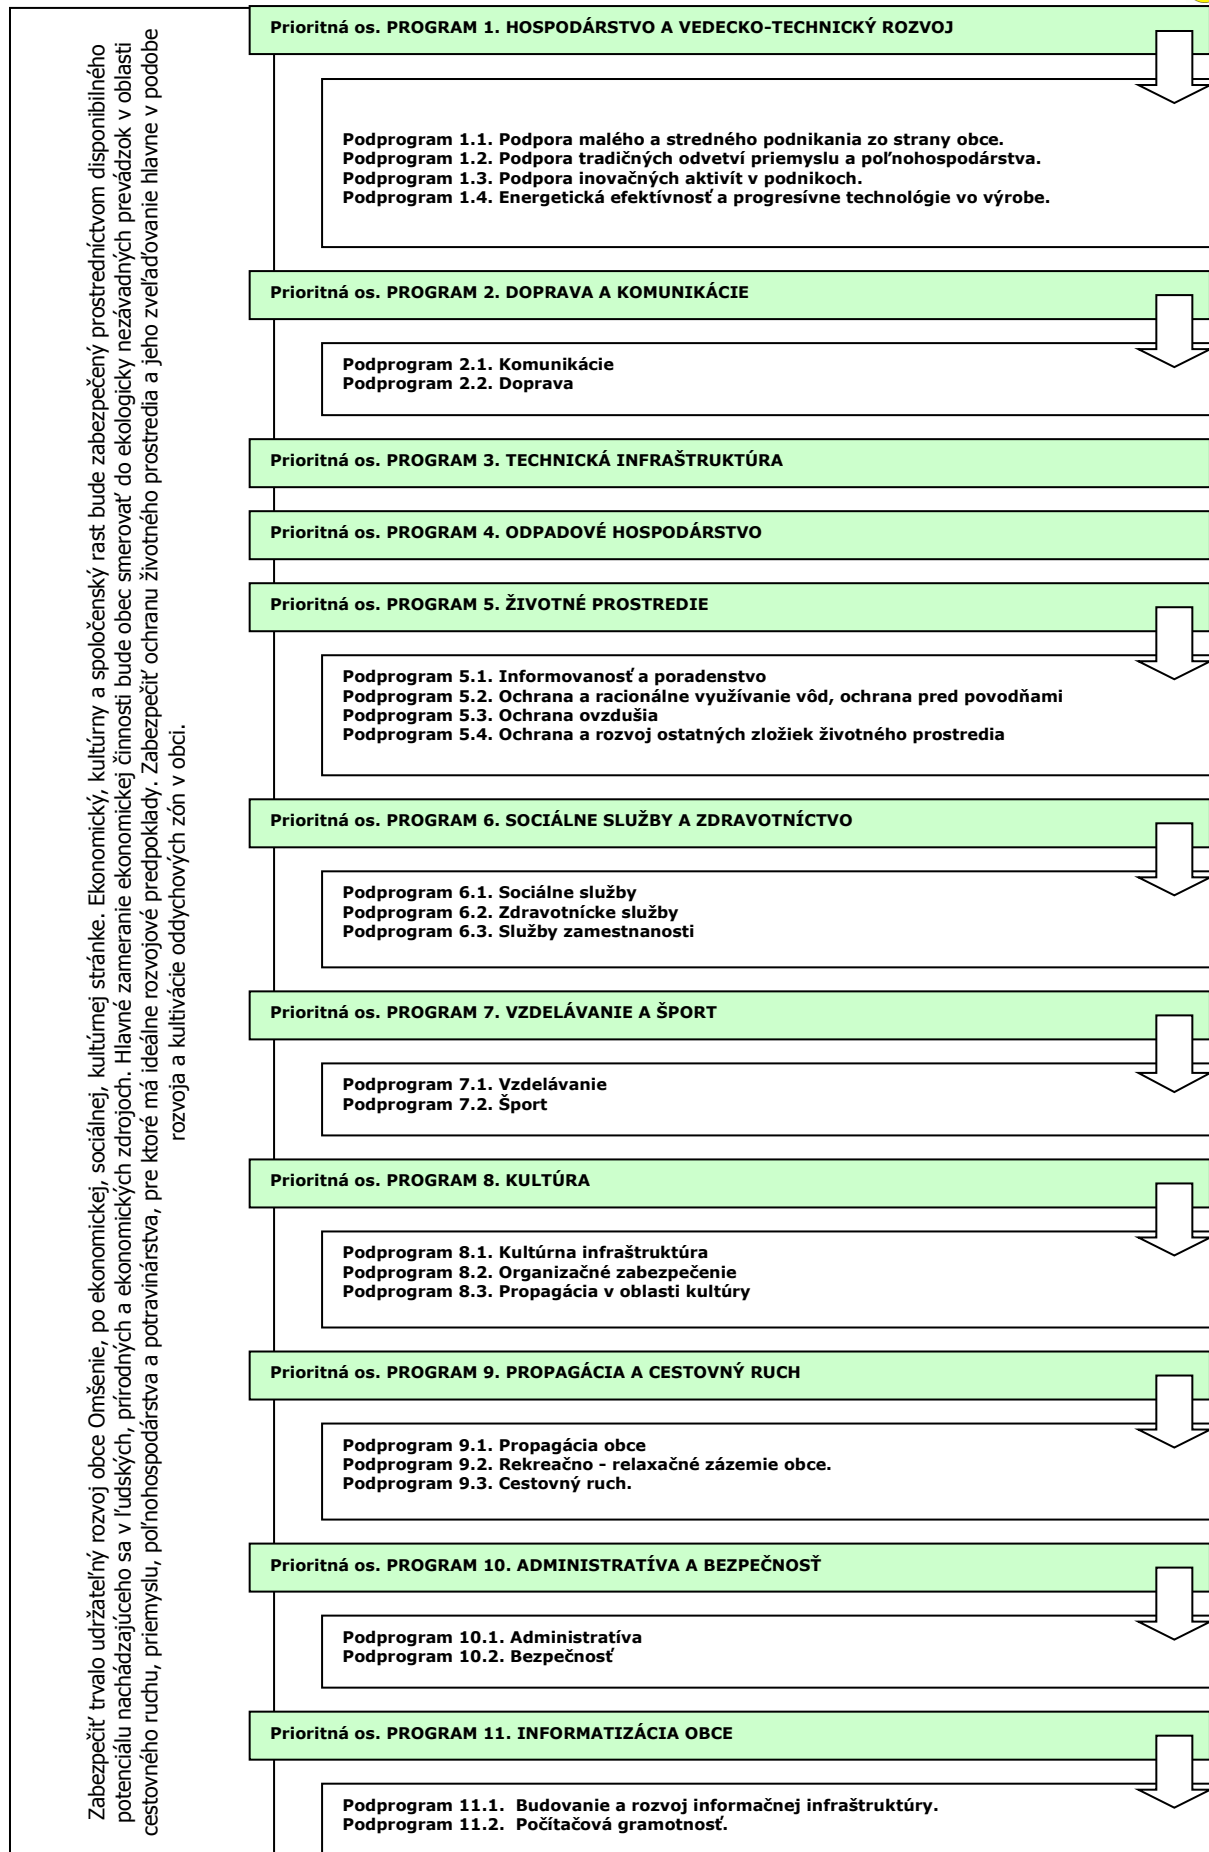 Zabezpečiť trvalo udržateľný rozvoj obce Omšenie, po ekonomickej, sociálnej, kultúrnej stránke. Ekonomický, kultúrny a spoločenský rast bude zabezpečený prostredníctvom disponibilného
potenciálu nachádzajúceho sa v ľudských, prírodných a ekonomických zdrojoch. Hlavné zameranie ekonomickej činnosti bude obec smerovať do ekologicky nezávadných prevádzok v oblasti
cestovného ruchu, priemyslu, poľnohospodárstva a potravinárstva, pre ktoré má ideálne rozvojové predpoklady. Zabezpečiť ochranu životného prostredia a jeho zveľaďovanie hlavne v podobe
rozvoja a kultivácie oddychových zón v obci.
Prioritná os. PROGRAM 1. HOSPODÁRSTVO A VEDECKO-TECHNICKÝ ROZVOJ
Podprogram 1.1. Podpora malého a stredného podnikania zo strany obce.
Podprogram 1.2. Podpora tradičných odvetví priemyslu a poľnohospodárstva.
Podprogram 1.3. Podpora inovačných aktivít v podnikoch.
Podprogram 1.4. Energetická efektívnosť a progresívne technológie vo výrobe.
Prioritná os. PROGRAM 2. DOPRAVA A KOMUNIKÁCIE
Podprogram 2.1. Komunikácie
Podprogram 2.2. Doprava
Prioritná os. PROGRAM 3. TECHNICKÁ INFRAŠTRUKTÚRA
Prioritná os. PROGRAM 4. ODPADOVÉ HOSPODÁRSTVO
Prioritná os. PROGRAM 5. ŽIVOTNÉ PROSTREDIE
Podprogram 5.1. Informovanosť a poradenstvo
Podprogram 5.2. Ochrana a racionálne využívanie vôd, ochrana pred povodňami
Podprogram 5.3. Ochrana ovzdušia
Podprogram 5.4. Ochrana a rozvoj ostatných zložiek životného prostredia
Prioritná os. PROGRAM 6. SOCIÁLNE SLUŽBY A ZDRAVOTNÍCTVO
Podprogram 6.1. Sociálne služby
Podprogram 6.2. Zdravotnícke služby
Podprogram 6.3. Služby zamestnanosti
Prioritná os. PROGRAM 7. VZDELÁVANIE A ŠPORT
Podprogram 7.1. Vzdelávanie
Podprogram 7.2. Šport
Prioritná os. PROGRAM 8. KULTÚRA
Podprogram 8.1. Kultúrna infraštruktúra
Podprogram 8.2. Organizačné zabezpečenie
Podprogram 8.3. Propagácia v oblasti kultúry
Prioritná os. PROGRAM 9. PROPAGÁCIA A CESTOVNÝ RUCH
Podprogram 9.1. Propagácia obce
Podprogram 9.2. Rekreačno - relaxačné zázemie obce.
Podprogram 9.3. Cestovný ruch.
Prioritná os. PROGRAM 10. ADMINISTRATÍVA A BEZPEČNOSŤ
Podprogram 10.1. Administratíva
Podprogram 10.2. Bezpečnosť
Prioritná os. PROGRAM 11. INFORMATIZÁCIA OBCE
Podprogram 11.1. Budovanie a rozvoj informačnej infraštruktúry.
Podprogram 11.2. Počítačová gramotnosť.